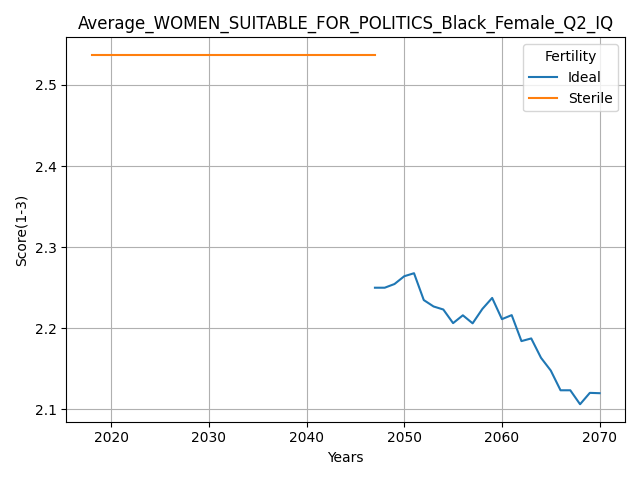 Average_WOMEN_SUITABLE_FOR_POLITICS_Black_Female_Q2_IQ
Fertility
Ideal
Sterile
2.5
2.4
2.3
2.2
2.1
Score(1-3)
2020 2030 2040 2050 2060 2070
Years